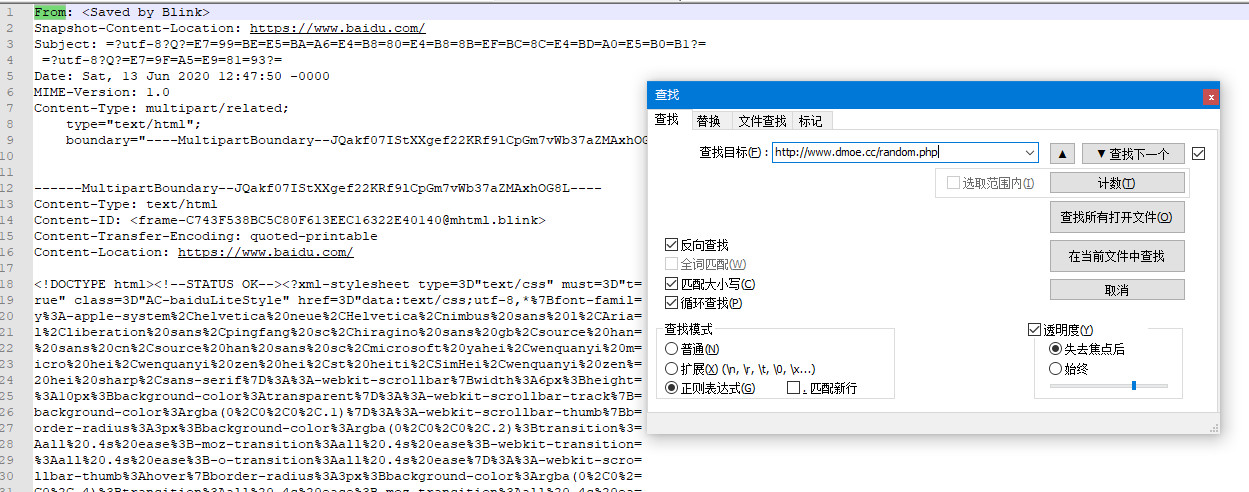 1 From: <Saved by Blink>
2 Snapshot-Content-Location: https://www.baidu.com/
3 Subject: =?utf-8?Q?=E7=99=BE=E5=BA=A6=E4=B8=80=E4=B8=8B=EF=BC=8C=E4=BD=A0=E5=B0=B1?=
4 =?utf-8?Q?=E7=9F=A5=E9=81=93?=
5 Date: Sat, 13 Jun 2020 12:47:50 -0000
6 MIME-Version: 1.0
7 Content-Type: multipart/related;
8 type="text/html";
9 boundary="----MultipartBoundary--JQakf07IStXXgef22KRf9lCpGm7vWb37aZMAxhOG
10
11
12 ------MultipartBoundary--JQakf07IStXXgef22KRf9lCpGm7vWb37aZMAxhOG8L----
13 Content-Type: text/html
14 Content-ID: <frame-C743F538BC5C80F613EEC16322E40140@mhtml.blink>
15 Content-Transfer-Encoding: quoted-printable
16 Content-Location: https://www.baidu.com/
17
18 <!DOCTYPE html><!--STATUS OK--><?xml-stylesheet type=3D"text/css" must=3D"t=
19 rue" class=3D"AC-baiduLiteStyle" href=3D"data:text/css;utf-8,*%7Bfont-famil=
20 y%3A-apple-system%2Chelvetica%20neue%2CHelvetica%2Cnimbus%20sans%20l%2CAria=
21 l%2Cliberation%20sans%2Cpingfang%20sc%2Chiragino%20sans%20gb%2Csource%20han=
22 %20sans%20cn%2Csource%20han%20sans%20sc%2Cmicrosoft%20yahei%2Cwenquanyi%20m=
23 icro%20hei%2Cwenquanyi%20zen%20hei%2Cst%20heiti%2CSimHei%2Cwenquanyi%20zen%=
24 20hei%20sharp%2Csans-serif%7D%3A%3A-webkit-scrollbar%7Bwidth%3A6px%3Bheight=
25 %3A10px%3Bbackground-color%3Atransparent%7D%3A%3A-webkit-scrollbar-track%7B=
26 background-color%3Argba(0%2C0%2C0%2C.1)%7D%3A%3A-webkit-scrollbar-thumb%7Bb=
27 order-radius%3A3px%3Bbackground-color%3Argba(0%2C0%2C0%2C.2)%3Btransition%3=
28 Aall%20.4s%20ease%3B-moz-transition%3Aall%20.4s%20ease%3B-webkit-transition=
29 %3Aall%20.4s%20ease%3B-o-transition%3Aall%20.4s%20ease%7D%3A%3A-webkit-scro=
30 llbar-thumb%3Ahover%7Bborder-radius%3A3px%3Bbackground-color%3Argba(0%2C0%2=
31 C0%2C.4)%3Btransition%3Aall%20.4s%20ease%3B-moz-transition%3Aall%20.4s%20ea=
查找
x
查找 替换 文件查找 标记
查找目标(F) : http://www.dmoe.cc/random.php
▲ ▼ 查找下一个
选取范围内(I) 计数(T)
查找所有打开文件(O)
反向查找
在当前文件中查找
全词匹配(W)
匹配大小写(C)
取消
循环查找(P)
查找模式
普通(N)
扩展(X) (\n, \r, \t, \0, \x...)
正则表达式(G) . 匹配新行
透明度(Y)
失去焦点后
始终